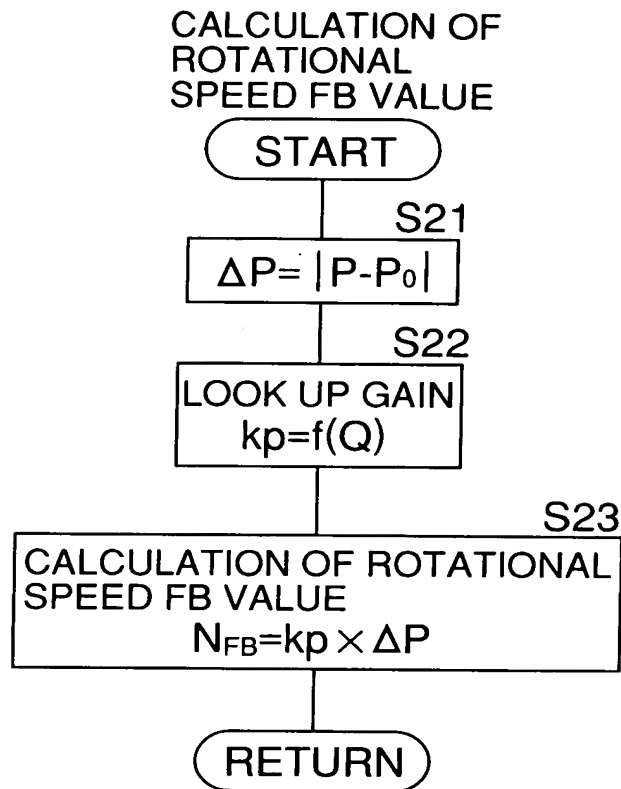 CALCULATION OF
ROTATIONAL
SPEED FB VALUE
START
S21
ΔP= |P-P₀|
S22
LOOK UP GAIN
kp=f(Q)
S23
CALCULATION OF ROTATIONAL
SPEED FB VALUE
NFB=kp × ΔP
RETURN